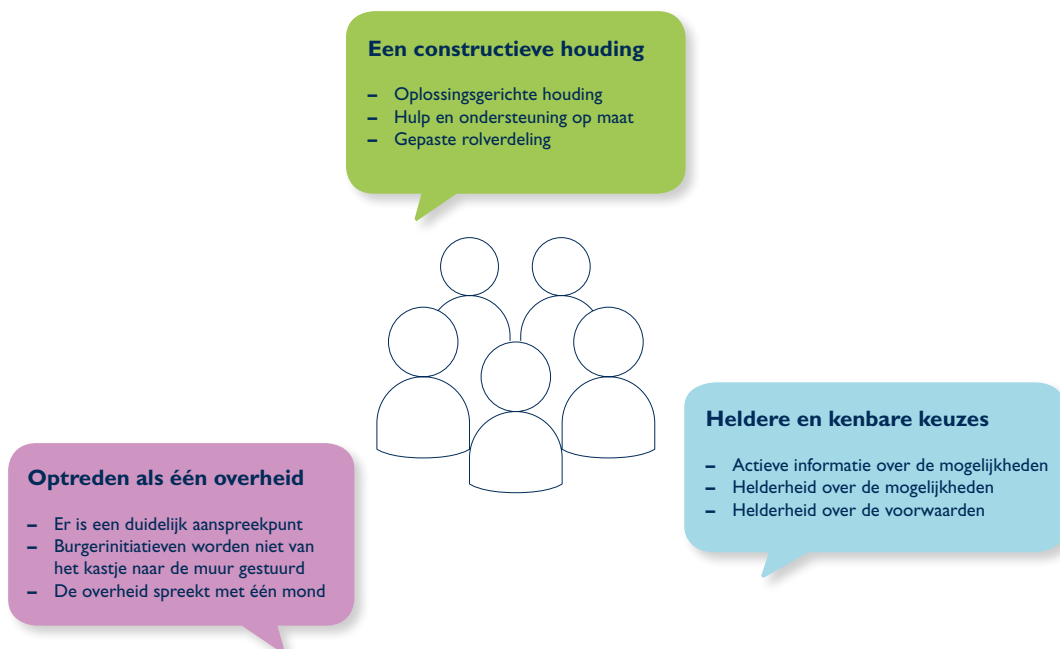 Een constructieve houding
– Oplossingsgerichte houding
– Hulp en ondersteuning op maat
– Gepaste rolverdeling
Heldere en kenbare keuzes
– Actieve informatie over de mogelijkheden
– Helderheid over de mogelijkheden
– Helderheid over de voorwaarden
Optreden als één overheid
– Er is een duidelijk aanspreekpunt
– Burgerinitiatieven worden niet van
het kastje naar de muur gestuurd
– De overheid spreekt met één mond